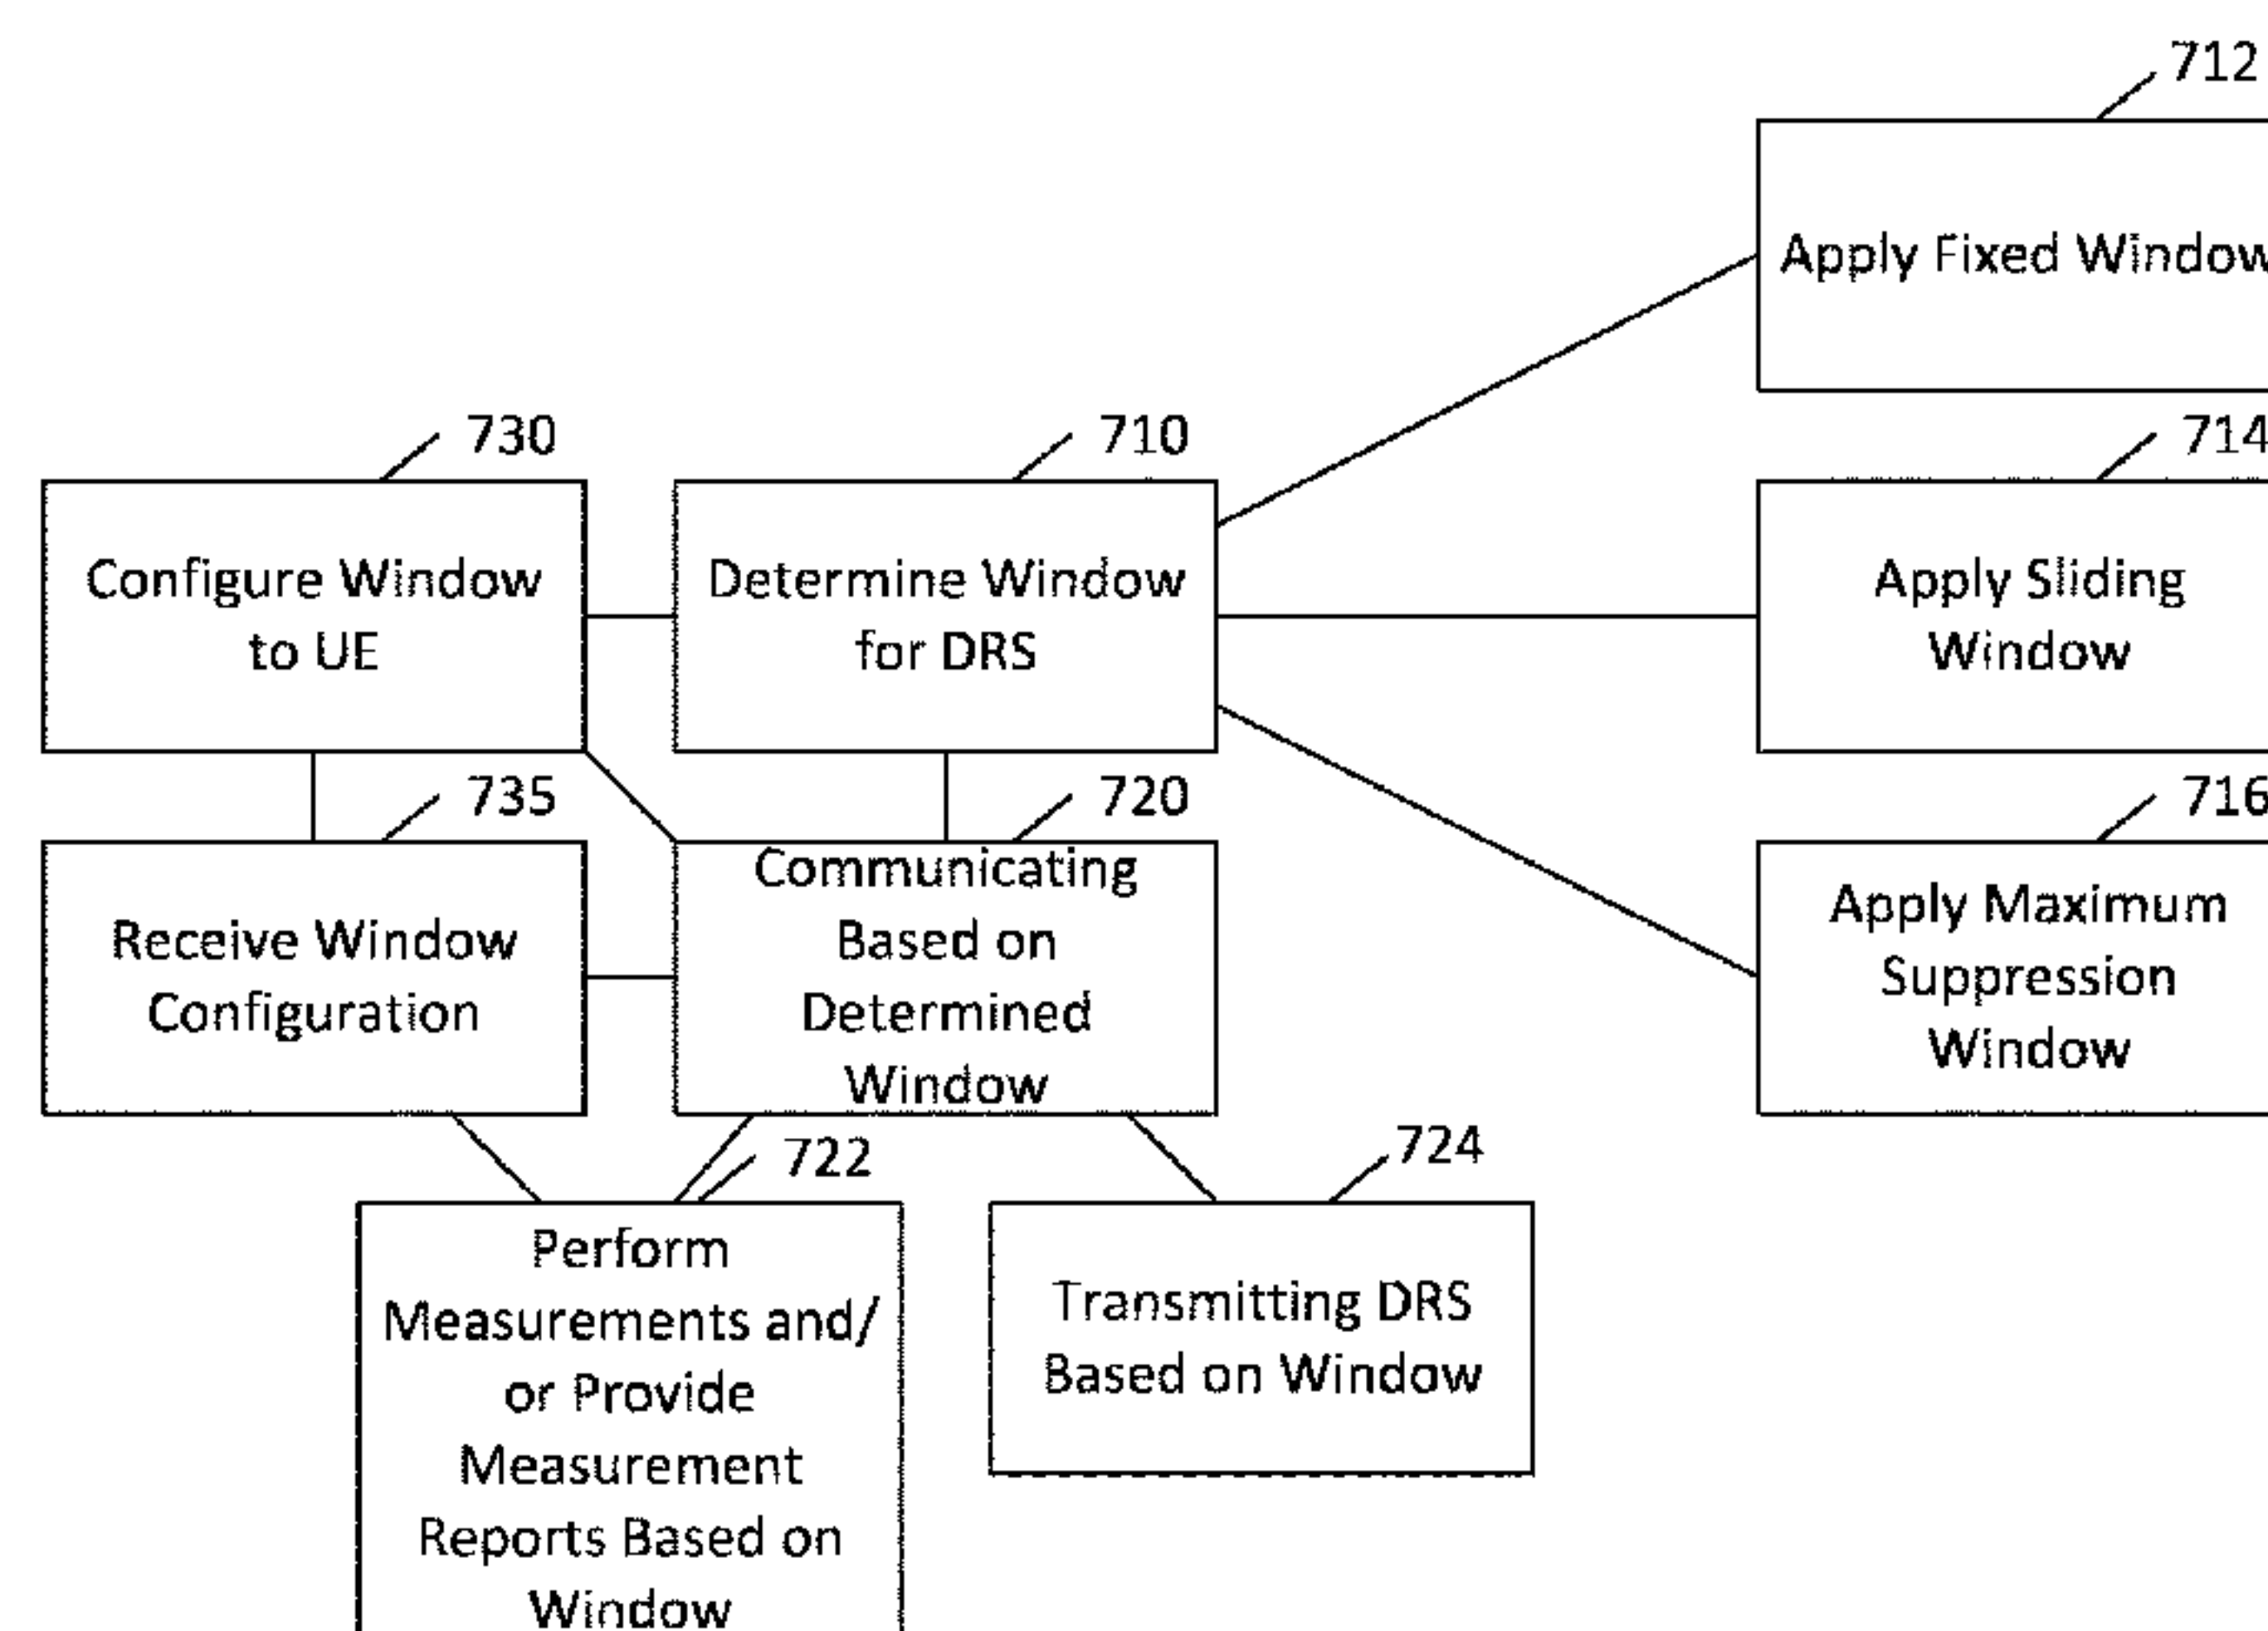 712
Apply Fixed Window
730
710
714
Configure Window
to UE
Determine Window
for DRS
Apply Sliding
Window
735
720
716
Receive Window
Configuration
Communicating
Based on
Determined
Window
Apply Maximum
Suppression
Window
722
724
Perform
Measurements and/
or Provide
Measurement
Reports Based on
Window
Transmitting DRS
Based on Window